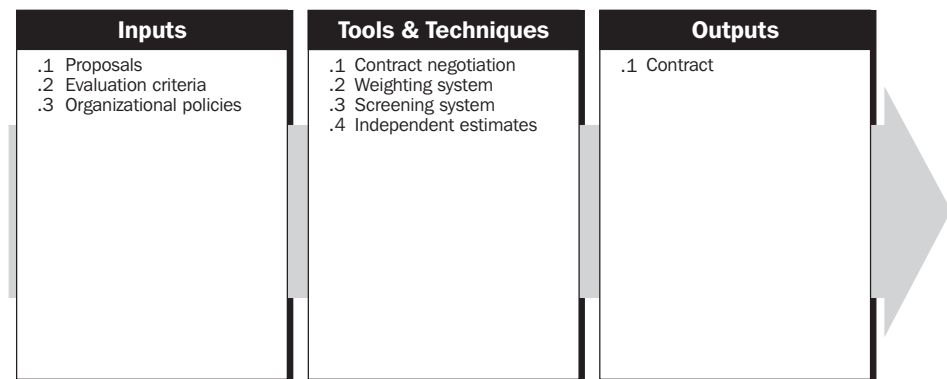 Inputs
.1 Proposals
.2 Evaluation criteria
.3 Organizational policies
Tools & Techniques
.1 Contract negotiation
.2 Weighting system
.3 Screening system
.4 Independent estimates
Outputs
.1 Contract